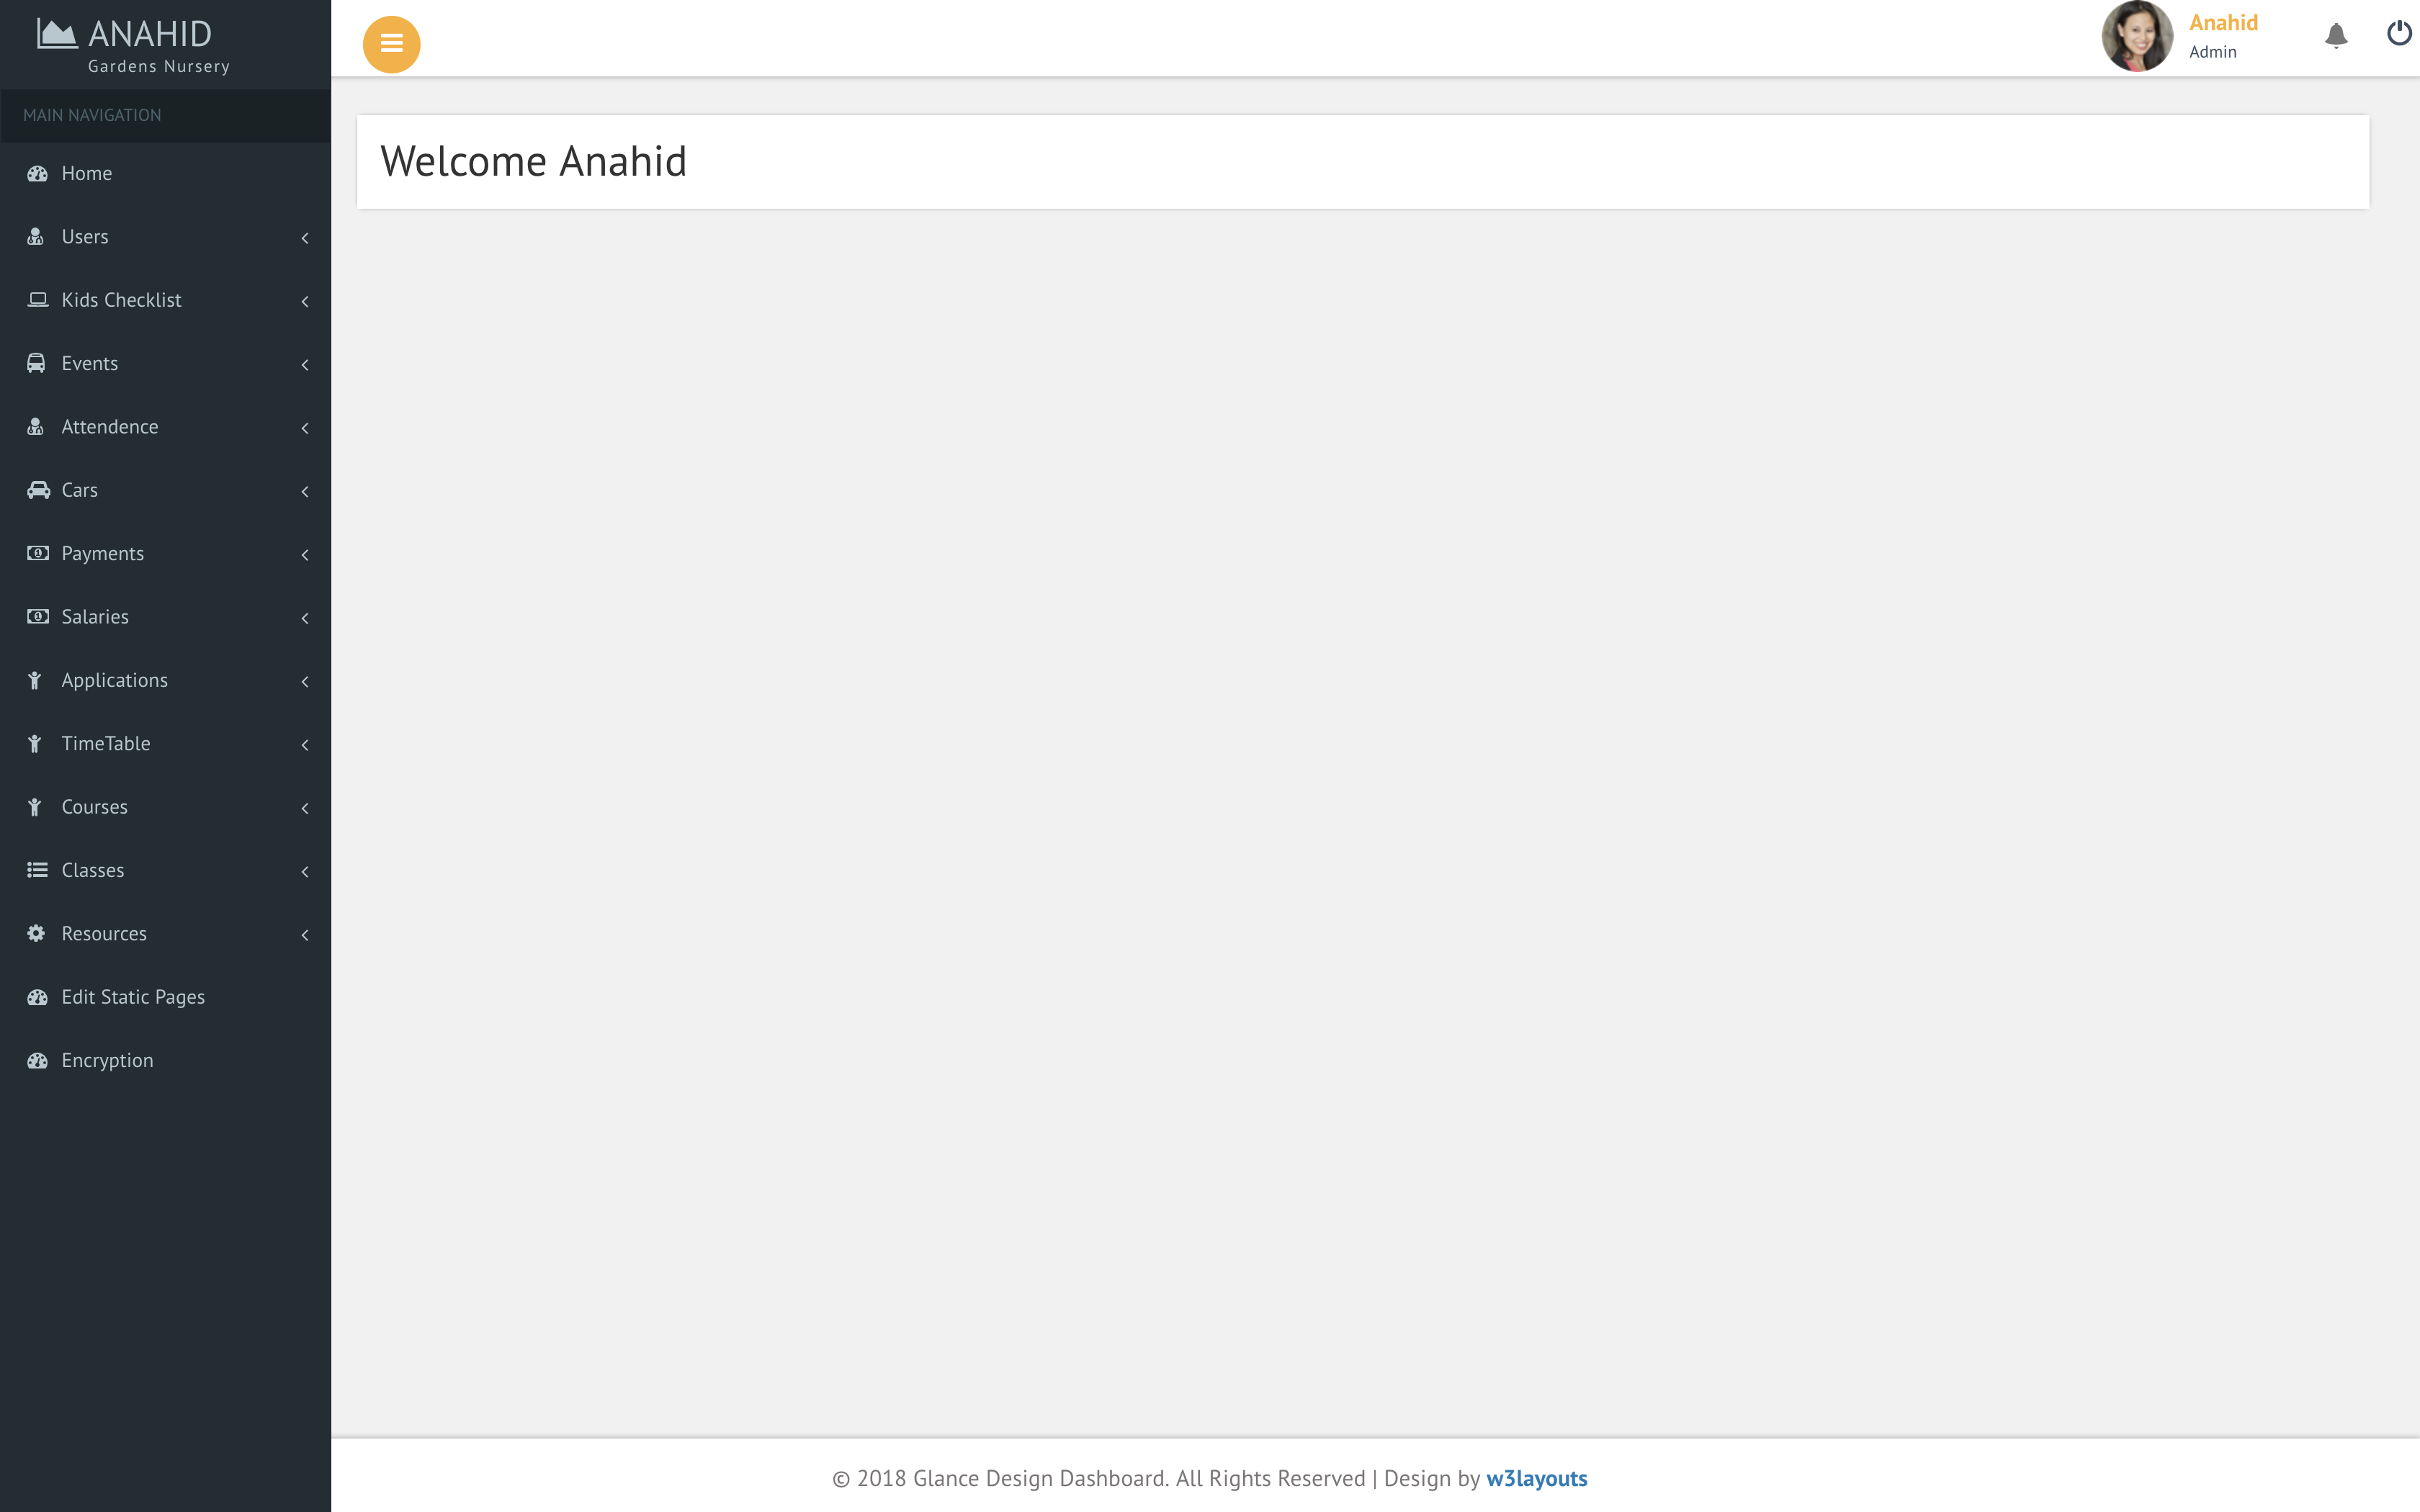 ANAHID
Gardens Nursery
MAIN NAVIGATION
Home
Users
Kids Checklist
Events
Attendence
Cars
Payments
Salaries
Applications
TimeTable
Courses
Classes
Resources
Edit Static Pages
Encryption
Anahid
Admin
Welcome Anahid
© 2018 Glance Design Dashboard. All Rights Reserved | Design by w3layouts